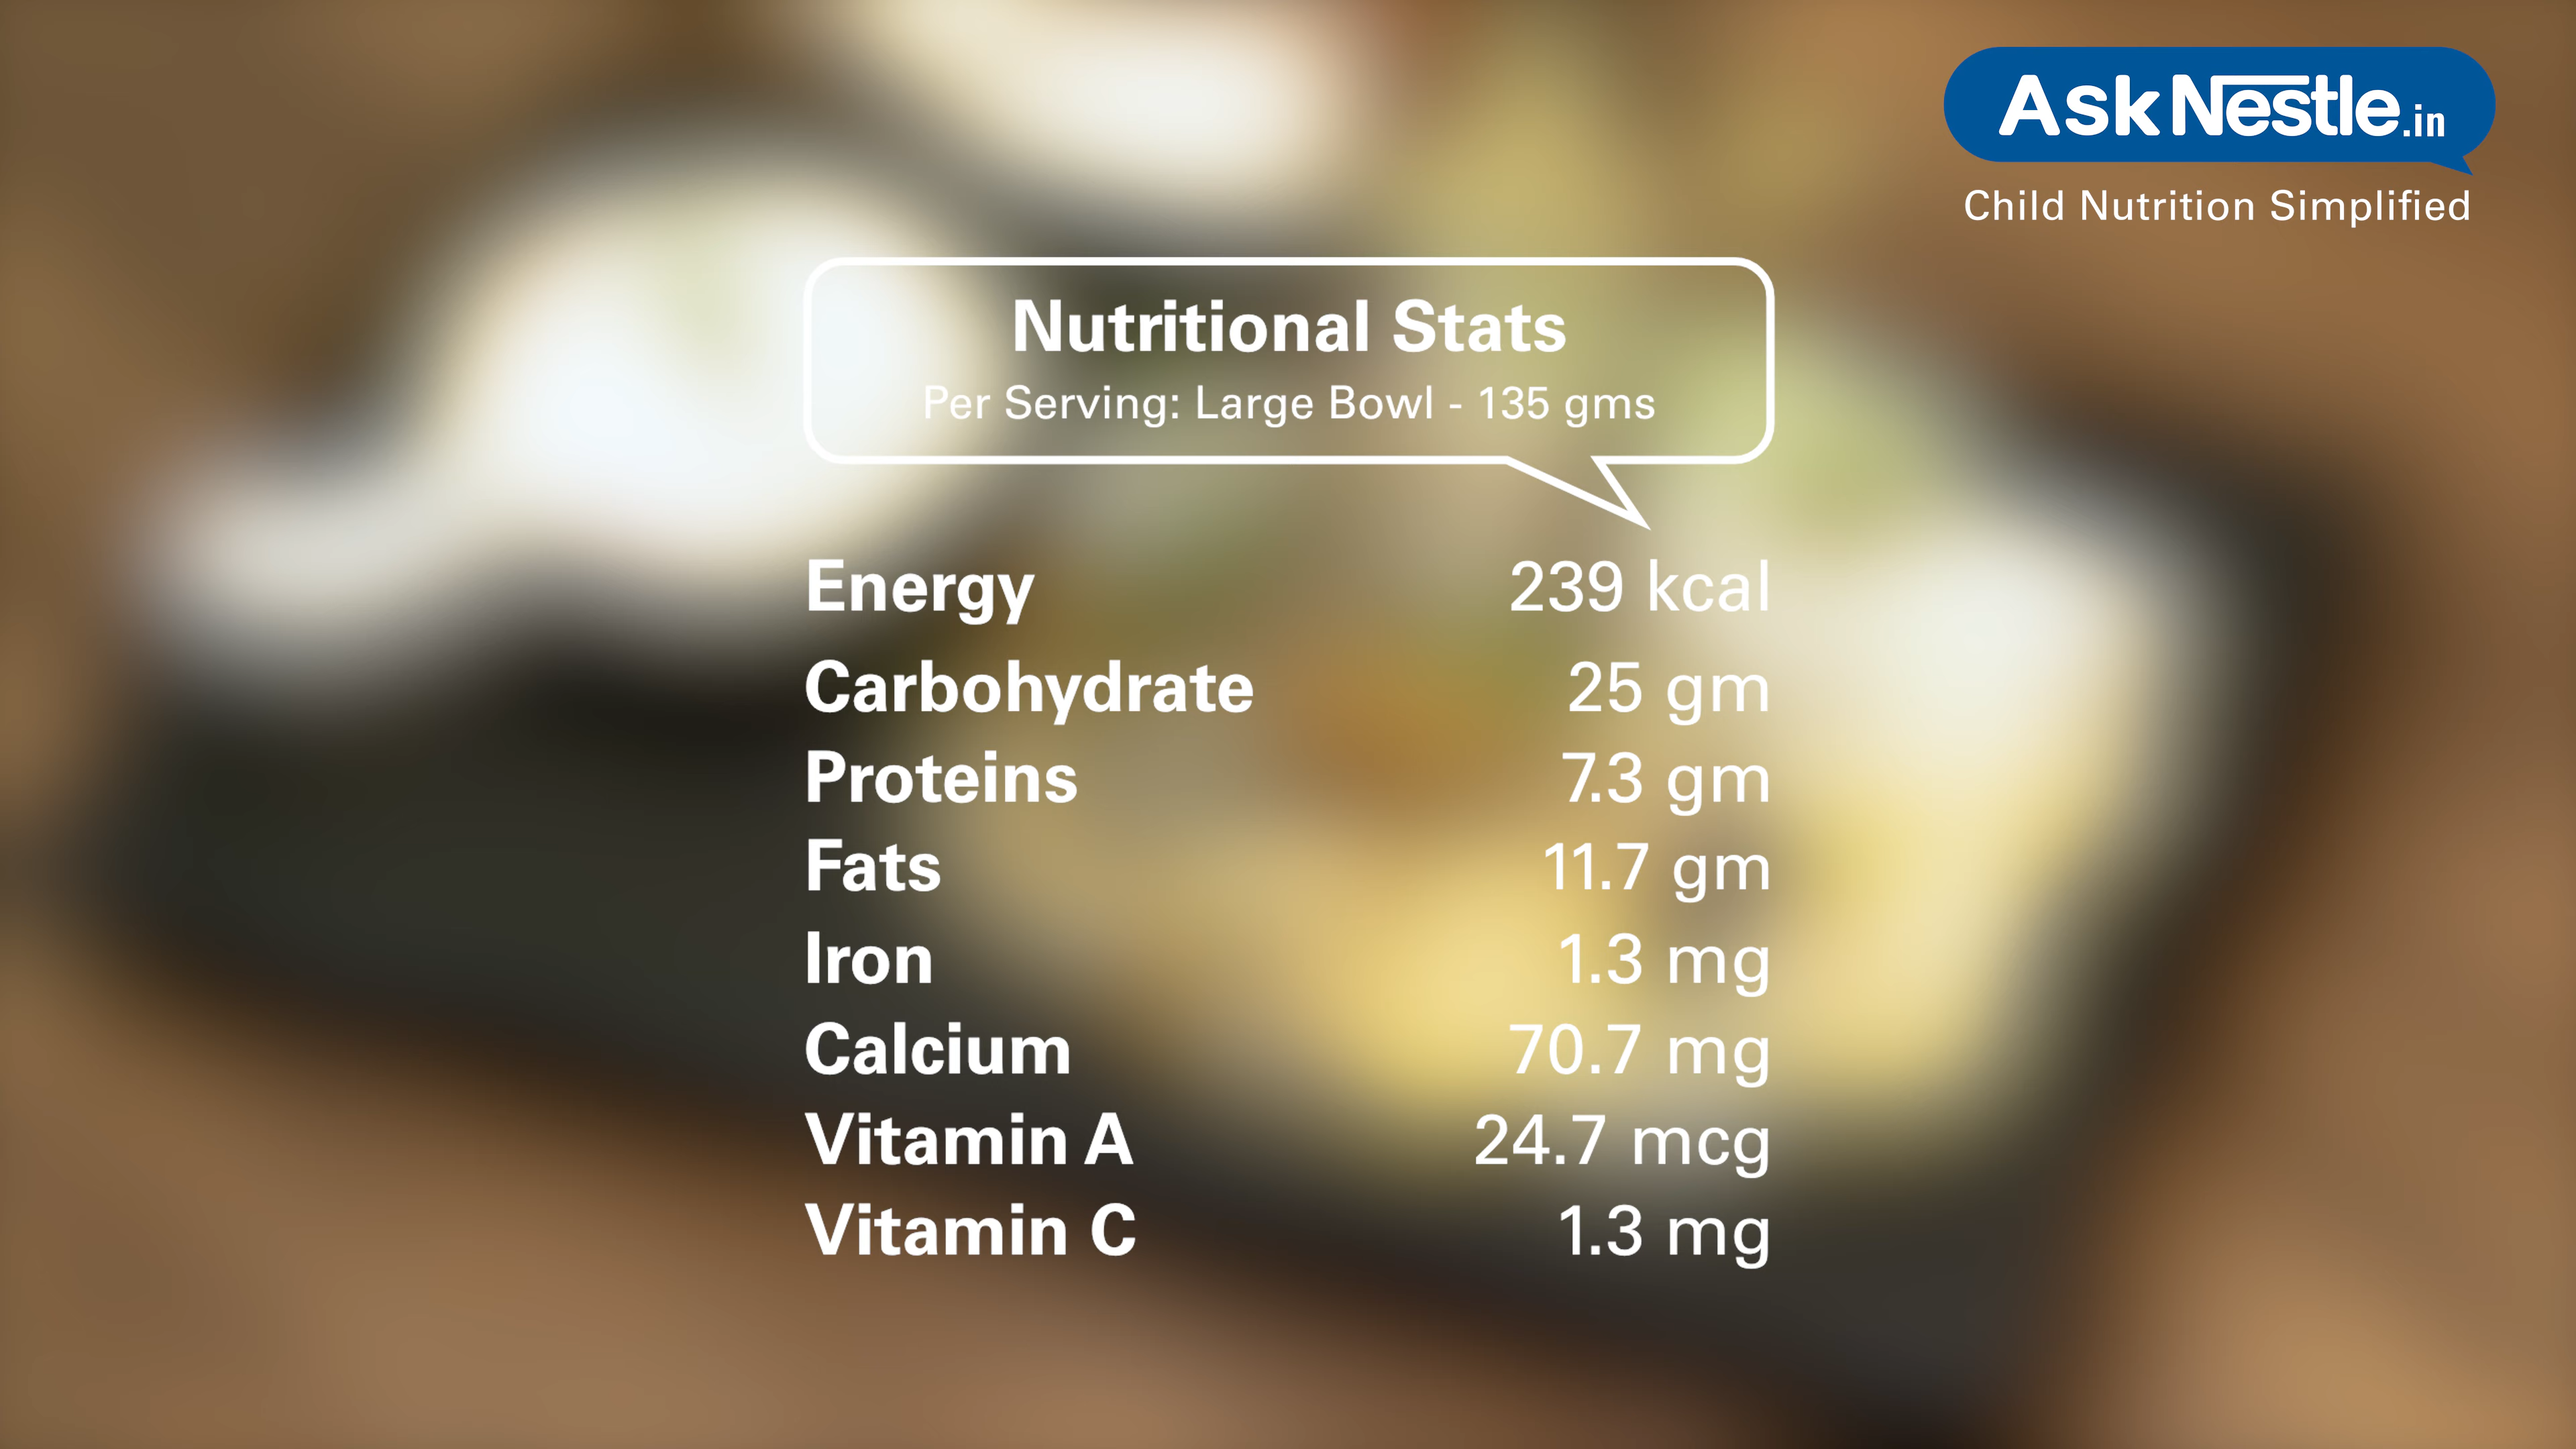 AskNestle.in
Child Nutrition Simplified
Nutritional Stats
Per Serving: Large Bowl - 135 gms
Energy 239 kcal
Carbohydrate 25 gm
Proteins 7.3 gm
Fats 11.7 gm
Iron 1.3 mg
Calcium 70.7 mg
Vitamin A 24.7 mcg
Vitamin C 1.3 mg